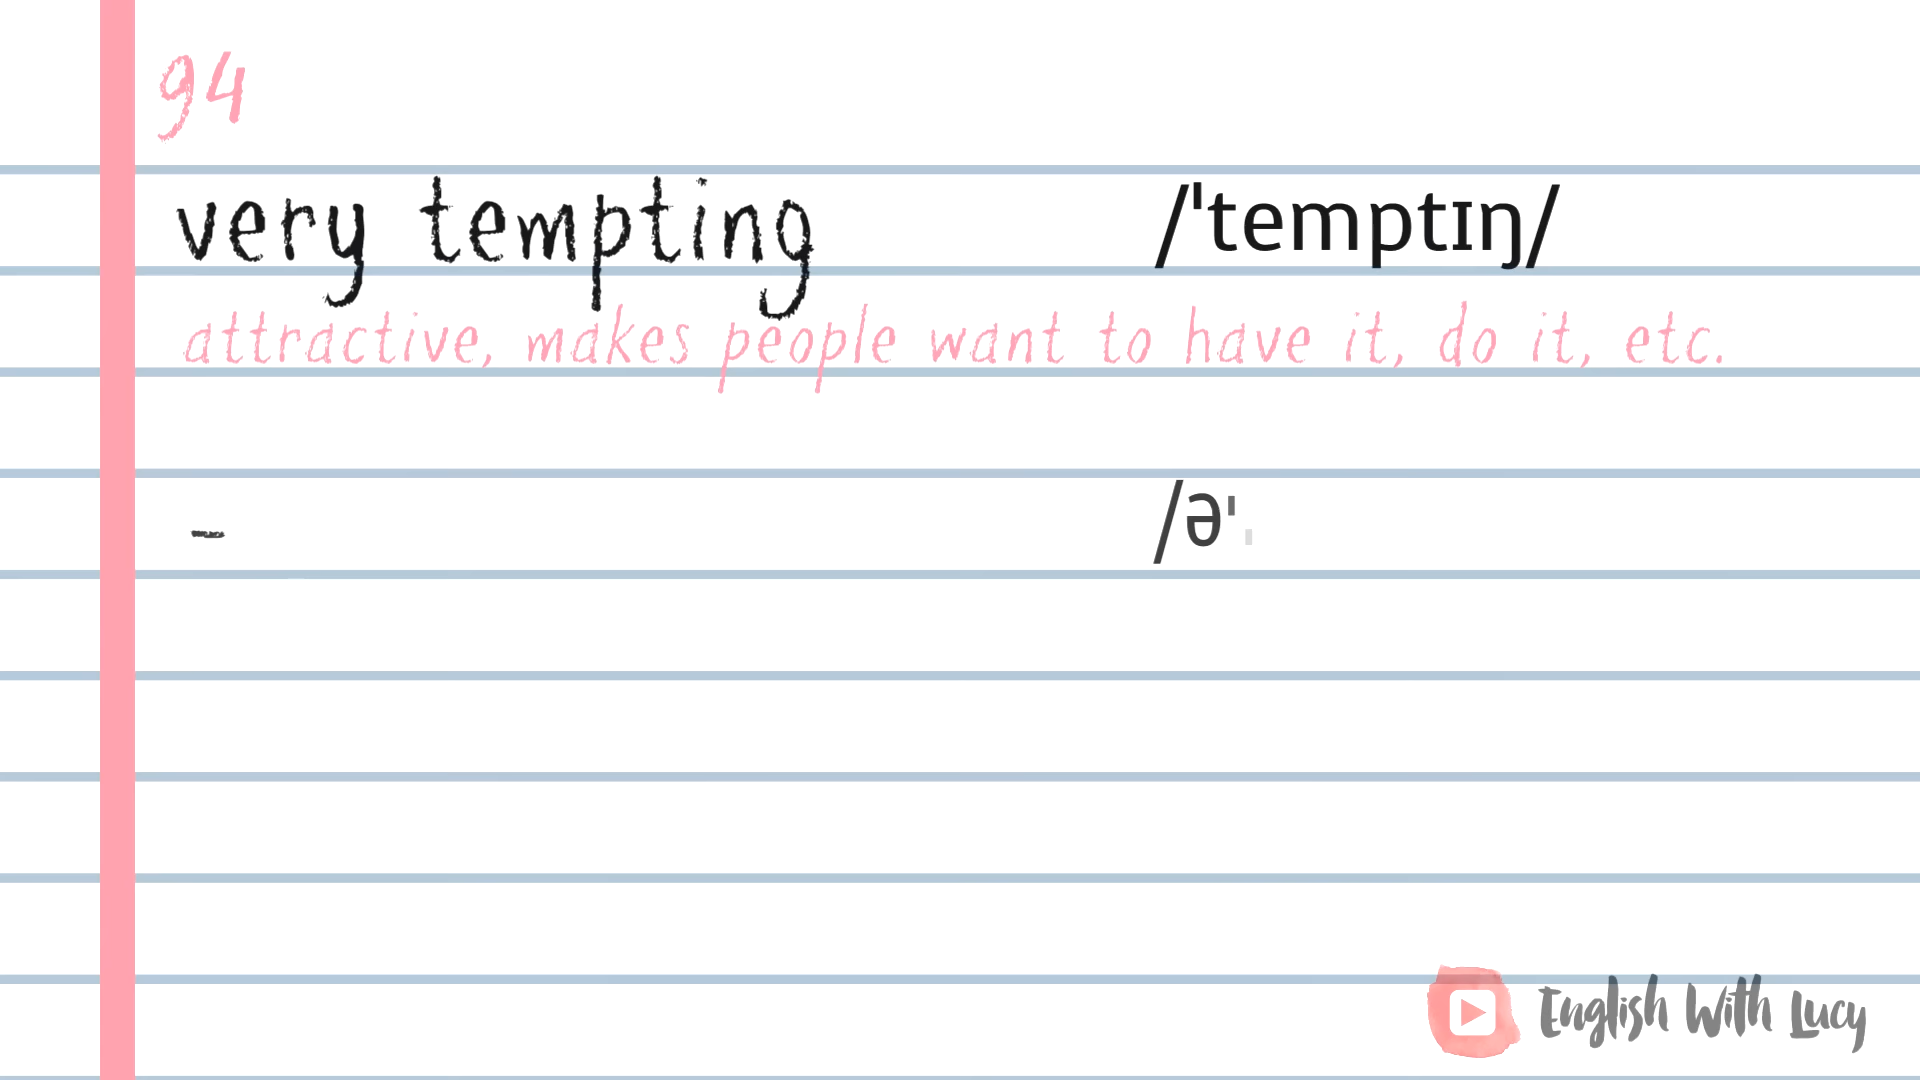 94
very tempting /ˈtemptɪŋ/
attractive, makes people want to have it, do it, etc.
- /əˈ
English With Lucy